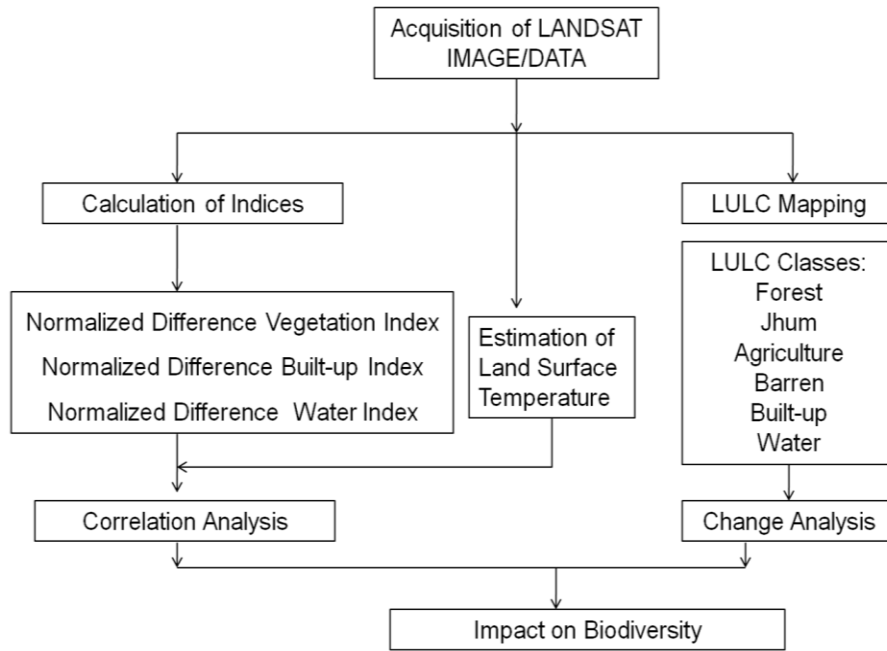 Acquisition of LANDSAT
IMAGE/DATA
Calculation of Indices
LULC Mapping
Normalized Difference Vegetation Index
Normalized Difference Built-up Index
Normalized Difference Water Index
Estimation of
Land Surface
Temperature
LULC Classes:
Forest
Jhum
Agriculture
Barren
Built-up
Water
Correlation Analysis
Change Analysis
Impact on Biodiversity